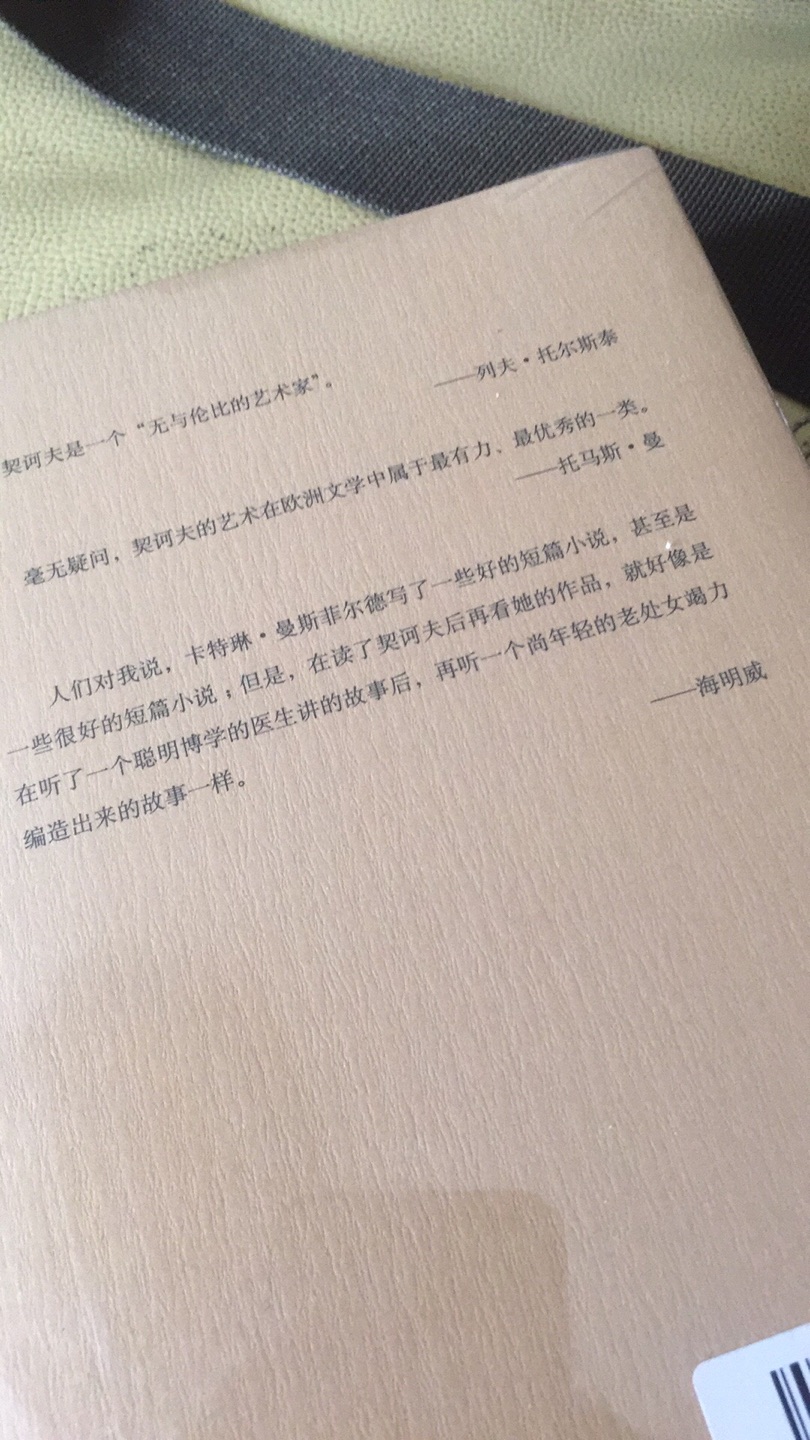 契诃夫是一个“无与伦比的艺术家”。
——列夫·托尔斯泰
毫无疑问，契诃夫的艺术在欧洲文学中属于最有力、最优秀的一类。
——托马斯·曼
人们对我说，卡特琳·曼斯菲尔德写了一些好的短篇小说，甚至是
一些很好的短篇小说；但是，在读了契诃夫后再看她的作品，就好像是
在听了一个聪明博学的医生讲的故事后，再听一个尚年轻的老处女竭力
编造出来的故事一样。
——海明威